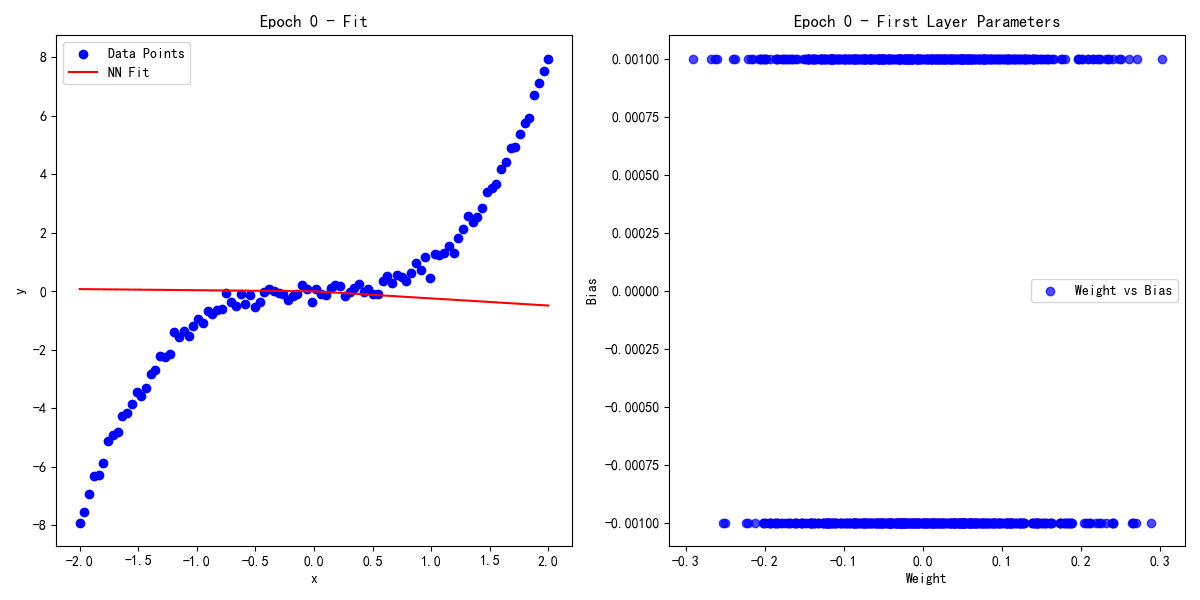 Epoch 0 - Fit
Data Points
NN Fit
8
6
4
2
0
-2
-4
-6
-8
y
-2.0 -1.5 -1.0 -0.5 0.0 0.5 1.0 1.5 2.0
x
Epoch 0 - First Layer Parameters
0.00100
0.00075
0.00050
0.00025
0.00000
-0.00025
-0.00050
-0.00075
-0.00100
Bias
Weight vs Bias
-0.3 -0.2 -0.1 0.0 0.1 0.2 0.3
Weight